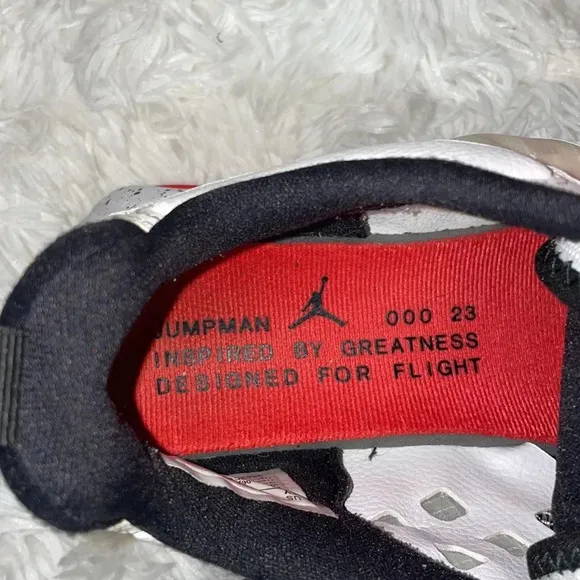 JUMPMAN 000 23
INSPIRED BY GREATNESS
DESIGNED FOR FLIGHT